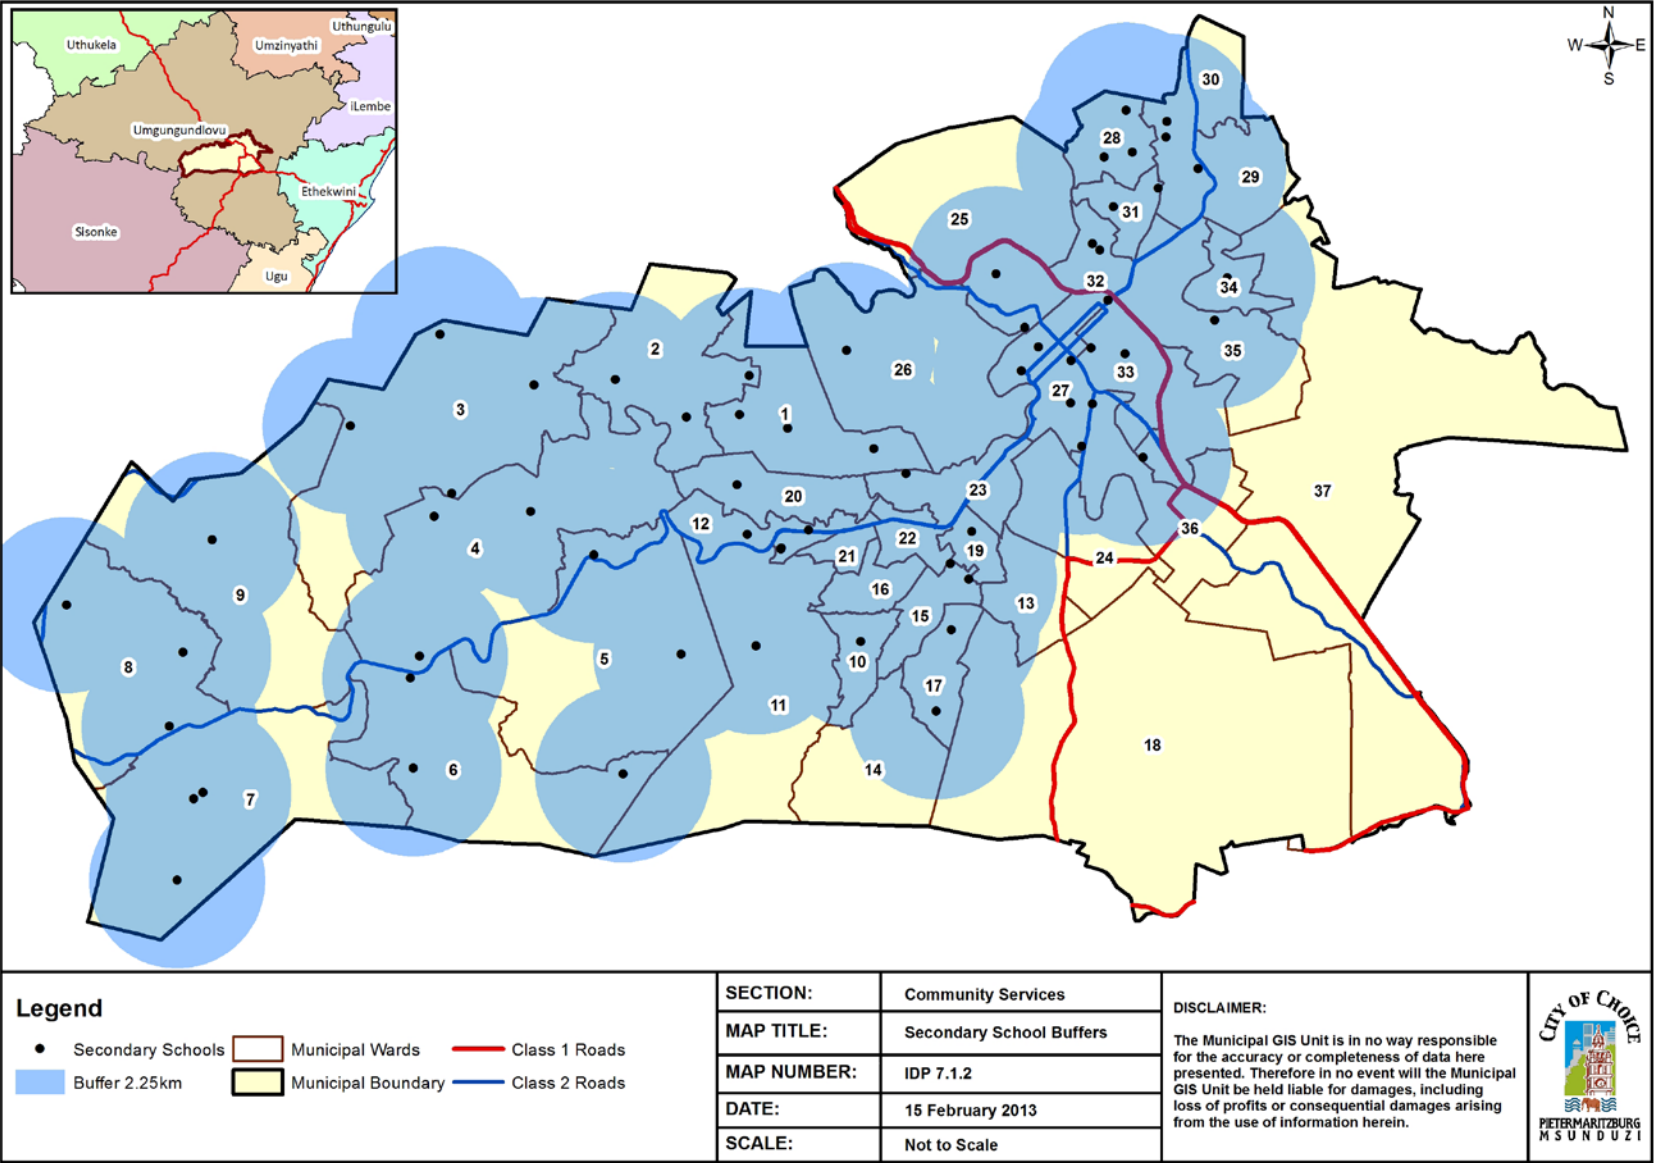 Uthungulu
Uthukela
Umzinyathi
iLembe
Umgungundlovu
Ethekwini
Sisonke
Ugu
N
W E
S
30
28
29
31
25
32
34
2
35
26
33
27
3
1
37
20
23
12
36
22
4
19
21
24
16
9
13
15
5
10
8
17
11
18
14
6
7
Legend
Secondary Schools
Municipal Wards
Class 1 Roads
Buffer 2.25km
Municipal Boundary
Class 2 Roads
SECTION: Community Services
MAP TITLE: Secondary School Buffers
MAP NUMBER: IDP 7.1.2
DATE: 15 February 2013
SCALE: Not to Scale
DISCLAIMER:
The Municipal GIS Unit is in no way responsible
for the accuracy or completeness of data here
presented. Therefore in no event will the Municipal
GIS Unit be held liable for damages, including
loss of profits or consequential damages arising
from the use of information herein.
CITY OF CHOICE
PIETERMARITZBURG
MSUNDUZI